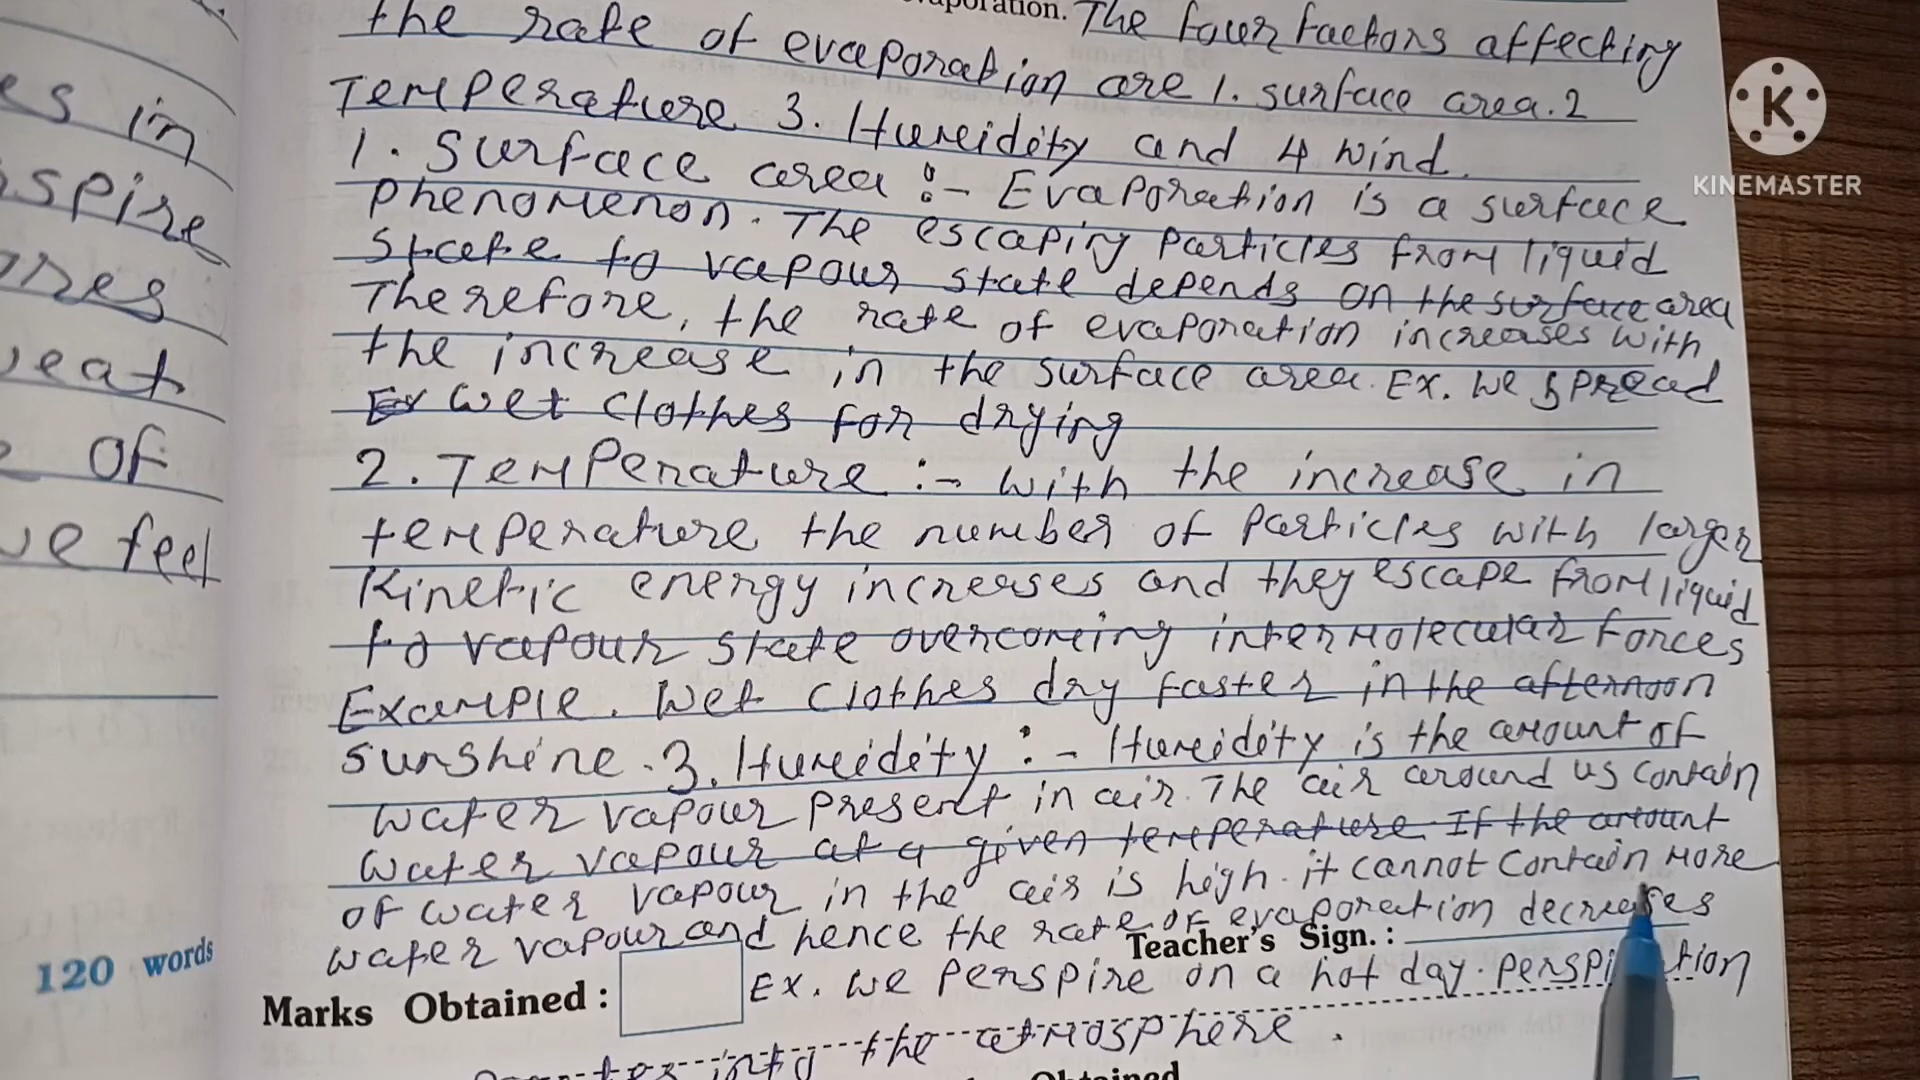 evaporation. The four factors affecting
the rate of evaporation are 1. surface area. 2
Temperature 3. Humidity and 4 wind.
1. Surface area :- Evaporation is a surface
phenomenon. The escaping particles from liquid
state to vapour state depends on the surface area
Therefore, the rate of evaporation increases with
the increase in the surface area. Ex. we spread
wet clothes for drying
2. Temperature :- with the increase in
temperature the number of particles with larger
kinetic energy increases and they escape from liquid
to vapour state overcoming intermolecular forces
Example. Wet clothes dry faster in the afternoon
sunshine. 3. Humidity :- Humidity is the amount of
water vapour present in air. The air around us contain
water vapour at a given temperature. If the amount
of water vapour in the air is high. it cannot contain more
water vapour and hence the rate of evaporation decreases
Teacher's Sign. :
Marks Obtained :
Ex. we perspire on a hot day. perspiration
into the atmosphere.
Obtained
es in
spire
eat
of
feel
120 words
K
KINEMASTER